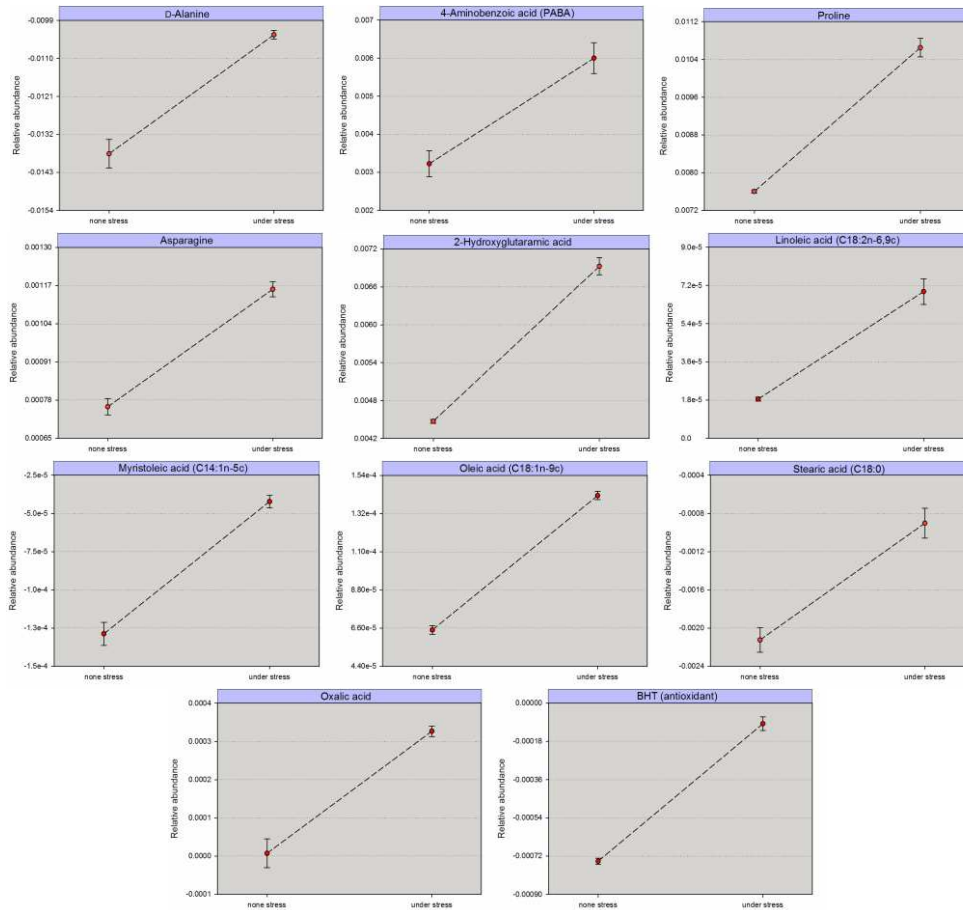 D-Alanine
Relative abundance
-0.0099
-0.0110
-0.0121
-0.0132
-0.0143
-0.0154
none stress
under stress
4-Aminobenzoic acid (PABA)
Relative abundance
0.007
0.006
0.005
0.004
0.003
0.002
none stress
under stress
Proline
Relative abundance
0.0112
0.0104
0.0096
0.0088
0.0080
0.0072
none stress
under stress
Asparagine
Relative abundance
0.00130
0.00117
0.00104
0.00091
0.00078
0.00065
none stress
under stress
2-Hydroxyglutaramic acid
Relative abundance
0.0072
0.0066
0.0060
0.0054
0.0048
0.0042
none stress
under stress
Linoleic acid (C18:2n-6,9c)
Relative abundance
9.0e-5
7.2e-5
5.4e-5
3.6e-5
1.8e-5
0.0
none stress
under stress
Myristoleic acid (C14:1n-5c)
Relative abundance
-2.5e-5
-5.0e-5
-7.5e-5
-1.0e-4
-1.3e-4
-1.5e-4
none stress
under stress
Oleic acid (C18:1n-9c)
Relative abundance
1.54e-4
1.32e-4
1.10e-4
8.80e-5
6.60e-5
4.40e-5
none stress
under stress
Stearic acid (C18:0)
Relative abundance
-0.0004
-0.0008
-0.0012
-0.0016
-0.0020
-0.0024
none stress
under stress
Oxalic acid
Relative abundance
0.0004
0.0003
0.0002
0.0001
0.0000
-0.0001
none stress
under stress
BHT (antioxidant)
Relative abundance
0.00000
-0.00018
-0.00036
-0.00054
-0.00072
-0.00090
none stress
under stress